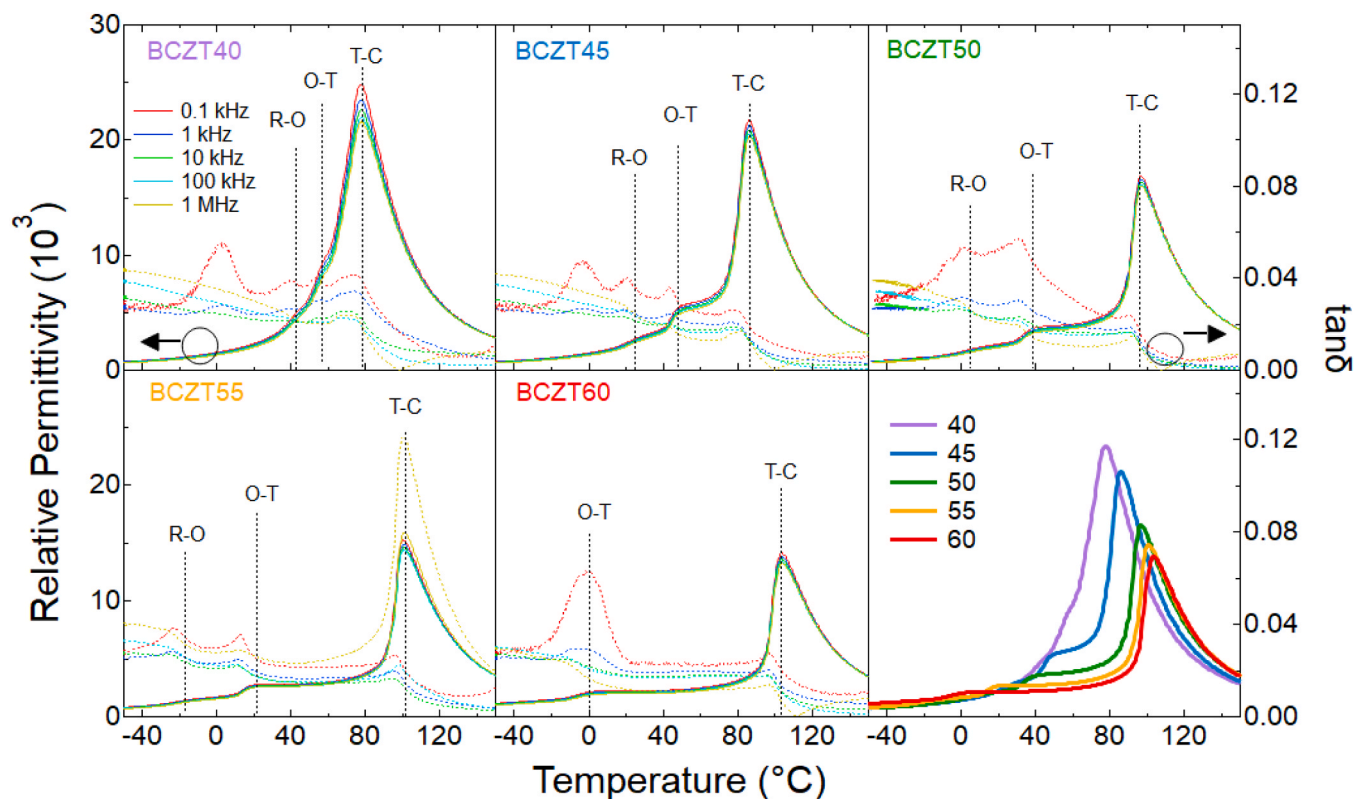 Relative Permittivity (10³)
30
20
10
0
20
10
0
BCZT40
0.1 kHz
1 kHz
10 kHz
100 kHz
1 MHz
R-O
O-T
T-C
BCZT45
R-O
O-T
T-C
BCZT50
R-O
O-T
T-C
0.12
0.08
0.04
0.00
tanδ
BCZT55
R-O
O-T
T-C
BCZT60
O-T
T-C
40
45
50
55
60
0.12
0.08
0.04
0.00
-40 0 40 80 120
-40 0 40 80 120
-40 0 40 80 120
Temperature (°C)